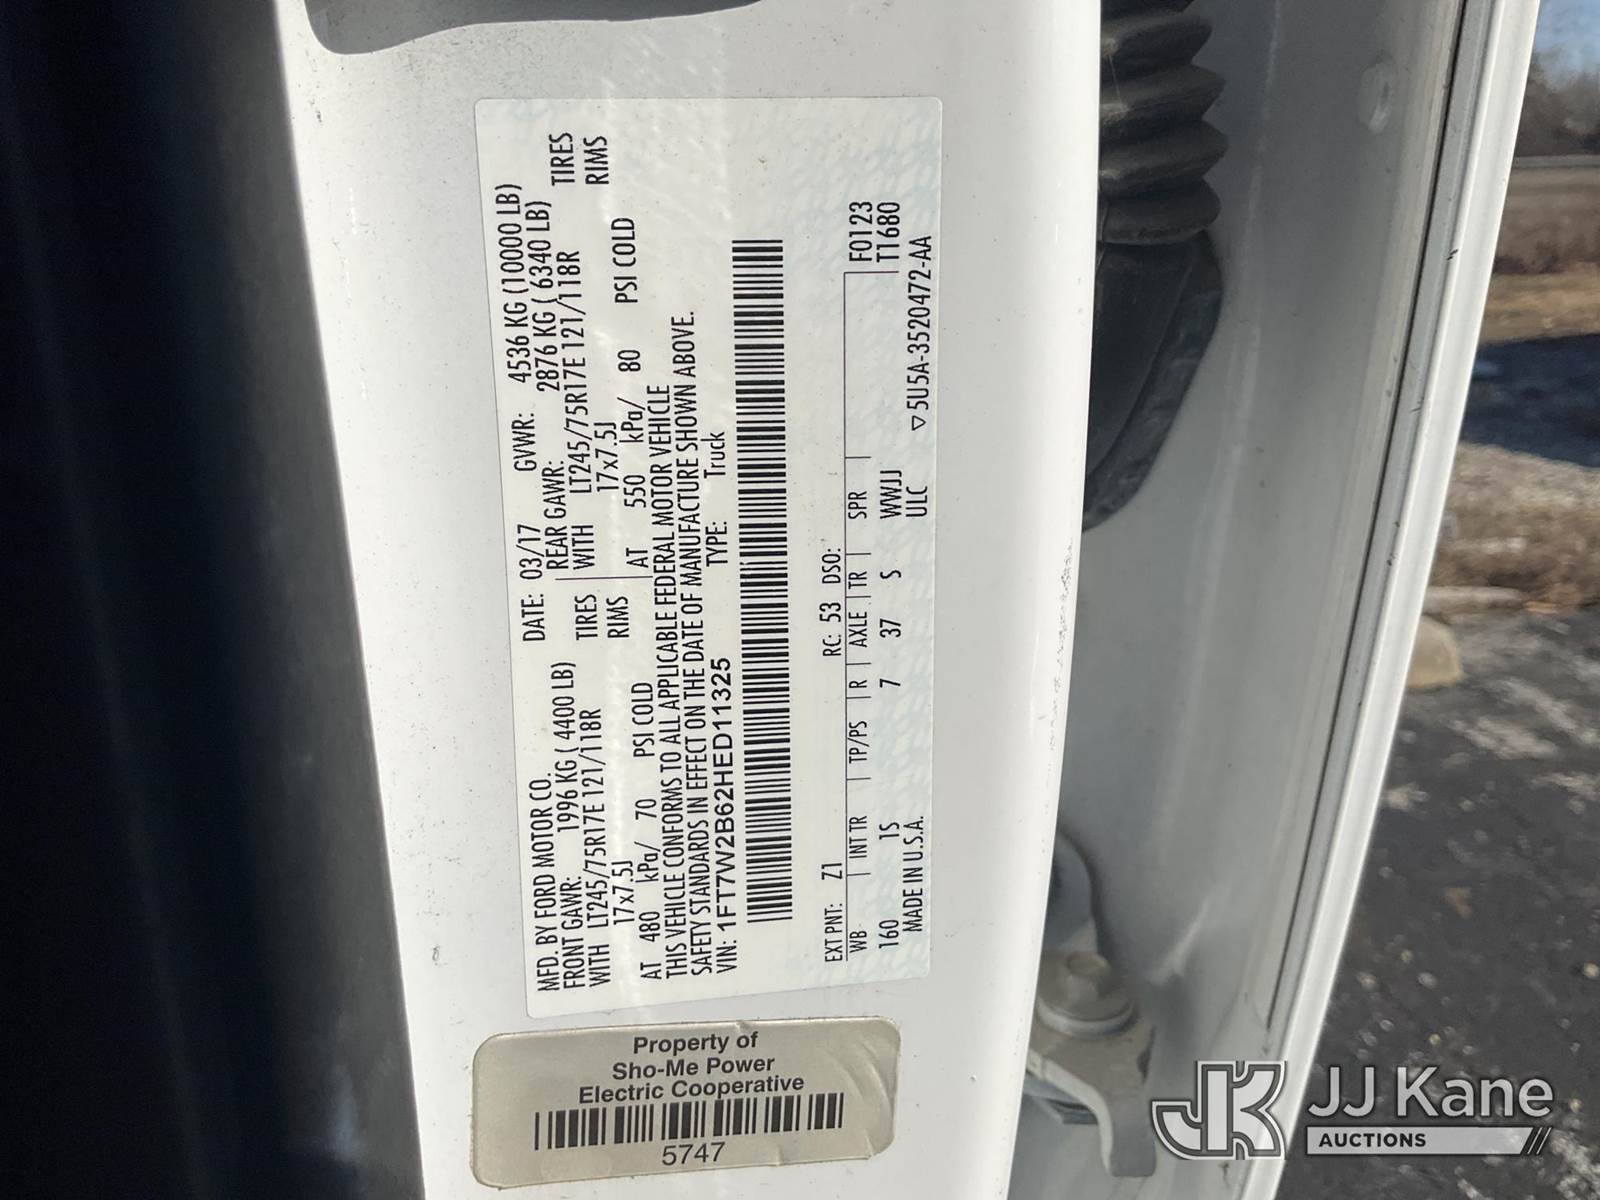 MFD. BY FORD MOTOR CO. DATE: 03/17 GVWR: 4536 KG (10000 LB)
FRONT GAWR: 1996 KG ( 4400 LB) REAR GAWR: 2876 KG ( 6340 LB)
WITH LT245/75R17E 121/118R TIRES WITH LT245/75R17E 121/118R TIRES
17x7.5J RIMS 17x7.5J RIMS
AT 480 kPa/ 70 PSI COLD AT 550 kPa/ 80 PSI COLD
THIS VEHICLE CONFORMS TO ALL APPLICABLE FEDERAL MOTOR VEHICLE
SAFETY STANDARDS IN EFFECT ON THE DATE OF MANUFACTURE SHOWN ABOVE.
VIN: 1FT7W2B62HED11325 TYPE: Truck
EXT PNT: Z1 RC: 53 DSO: F0123
WB INT TR TP/PS R AXLE TR SPR T1680
160 1S 7 37 S WWJJ
MADE IN U.S.A. ULC ▽5U5A-3520472-AA
Property of
Sho-Me Power
Electric Cooperative
5747
JK JJ Kane
AUCTIONS